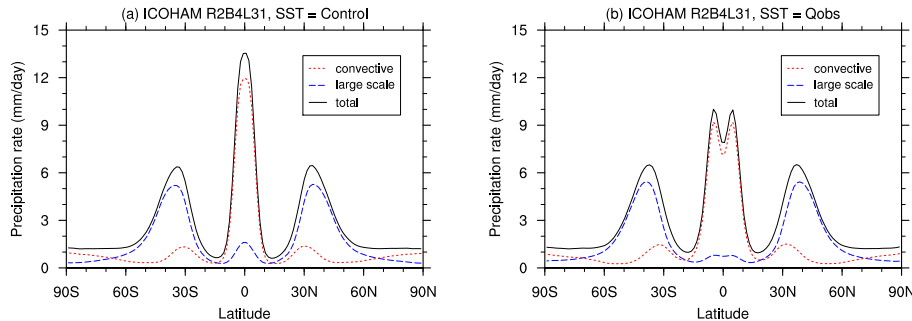 (a) ICOHAM R2B4L31, SST = Control
15
12
9
6
3
0
Precipitation rate (mm/day)
convective
large scale
total
90S 60S 30S 0 30N 60N 90N
Latitude
(b) ICOHAM R2B4L31, SST = Qobs
15
12
9
6
3
0
Precipitation rate (mm/day)
convective
large scale
total
90S 60S 30S 0 30N 60N 90N
Latitude